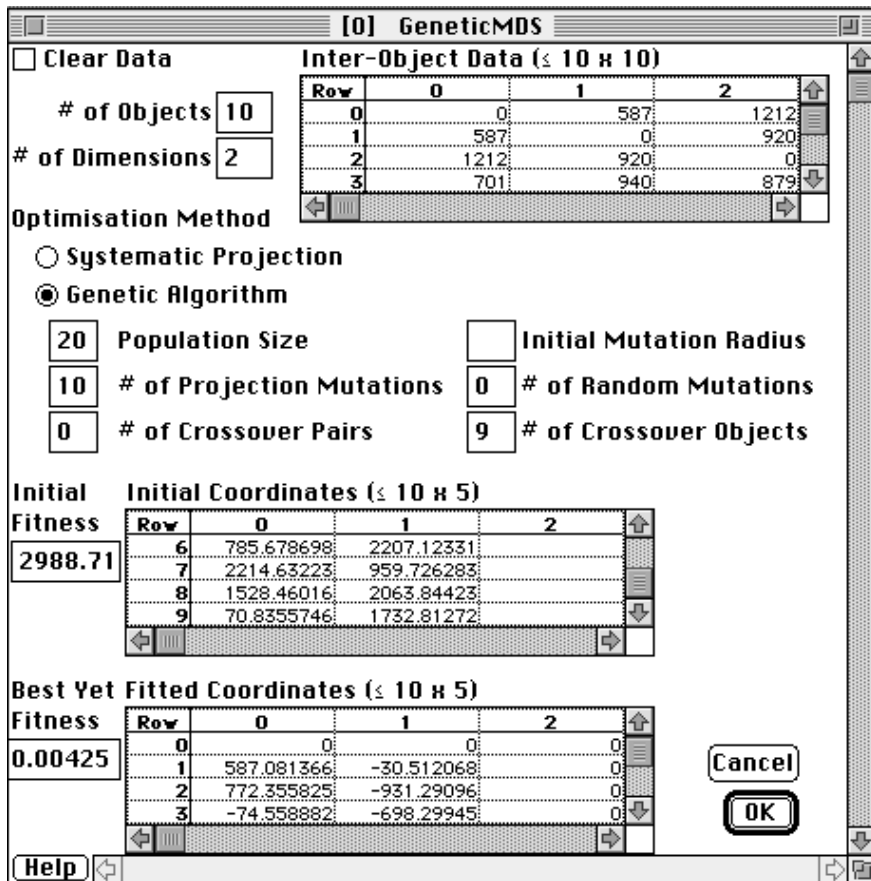 [0] GeneticMDS
Clear Data
Inter-Object Data (≤ 10 x 10)
# of Objects 10
# of Dimensions 2
Row 0 1 2
0 0 587 1212
1 587 0 920
2 1212 920 0
3 701 940 879
Optimisation Method
Systematic Projection
Genetic Algorithm
20 Population Size
Initial Mutation Radius
10 # of Projection Mutations
0 # of Random Mutations
0 # of Crossover Pairs
9 # of Crossover Objects
Initial Fitness
2988.71
Initial Coordinates (≤ 10 x 5)
Row 0 1 2
6 785.678698 2207.12331
7 2214.63223 959.726283
8 1528.46016 2063.84423
9 70.8355746 1732.81272
Best Yet Fitted Coordinates (≤ 10 x 5)
Fitness
0.00425
Row 0 1 2
0 0 0 0
1 587.081366 -30.512068 0
2 772.355825 -931.29096 0
3 -74.558882 -698.29945 0
Cancel
OK
Help